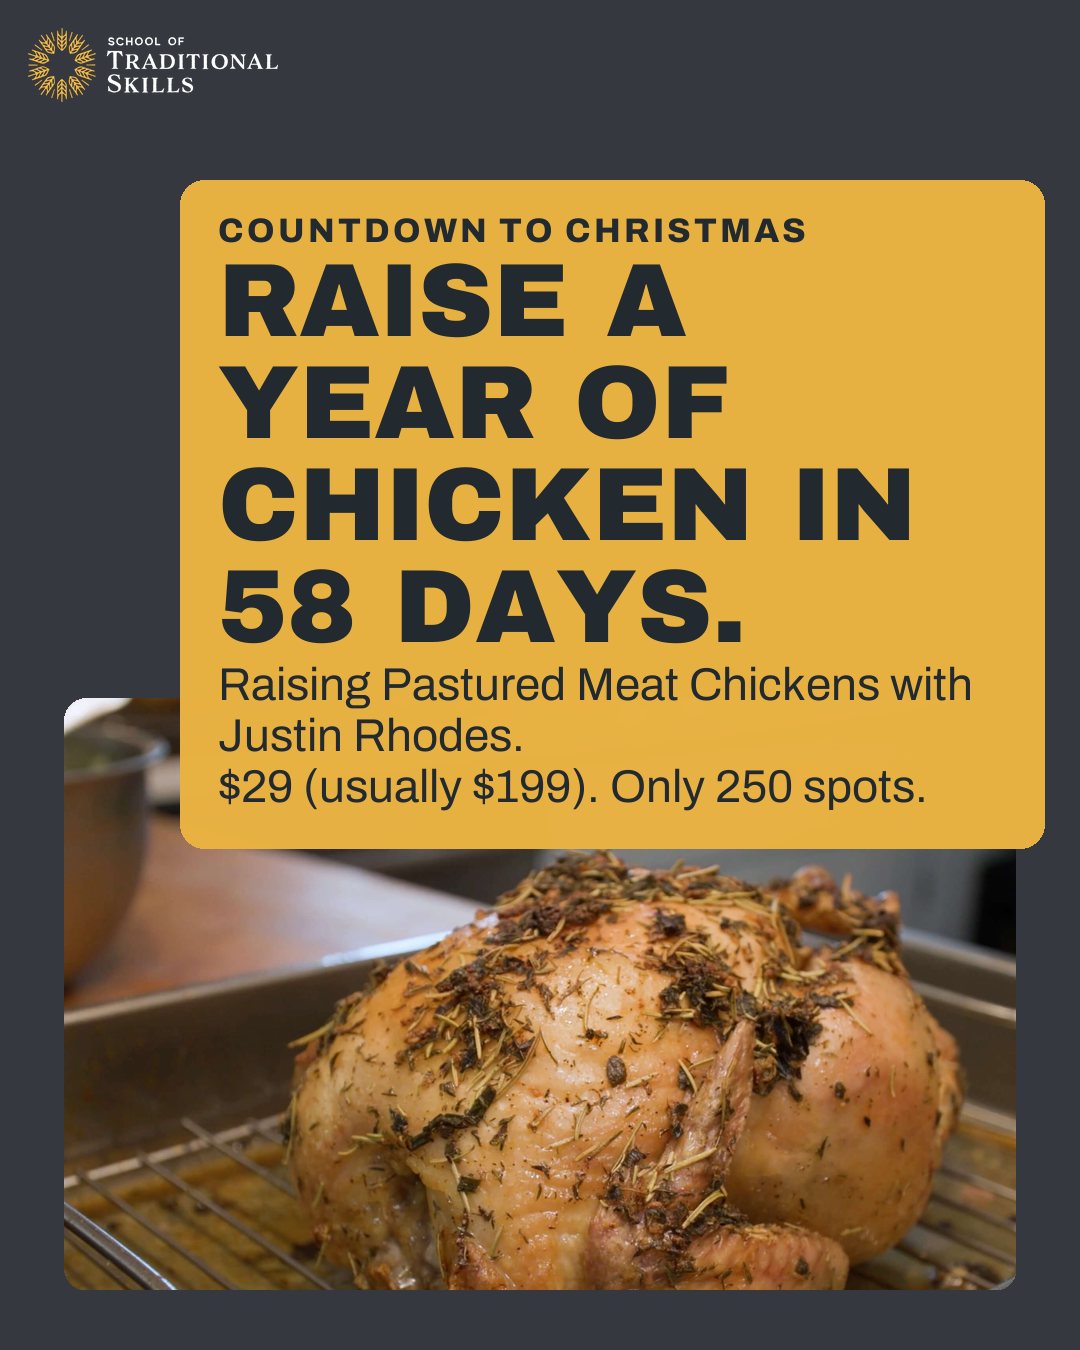 SCHOOL OF
TRADITIONAL
SKILLS
COUNTDOWN TO CHRISTMAS
RAISE A
YEAR OF
CHICKEN IN
58 DAYS.
Raising Pastured Meat Chickens with
Justin Rhodes.
$29 (usually $199). Only 250 spots.